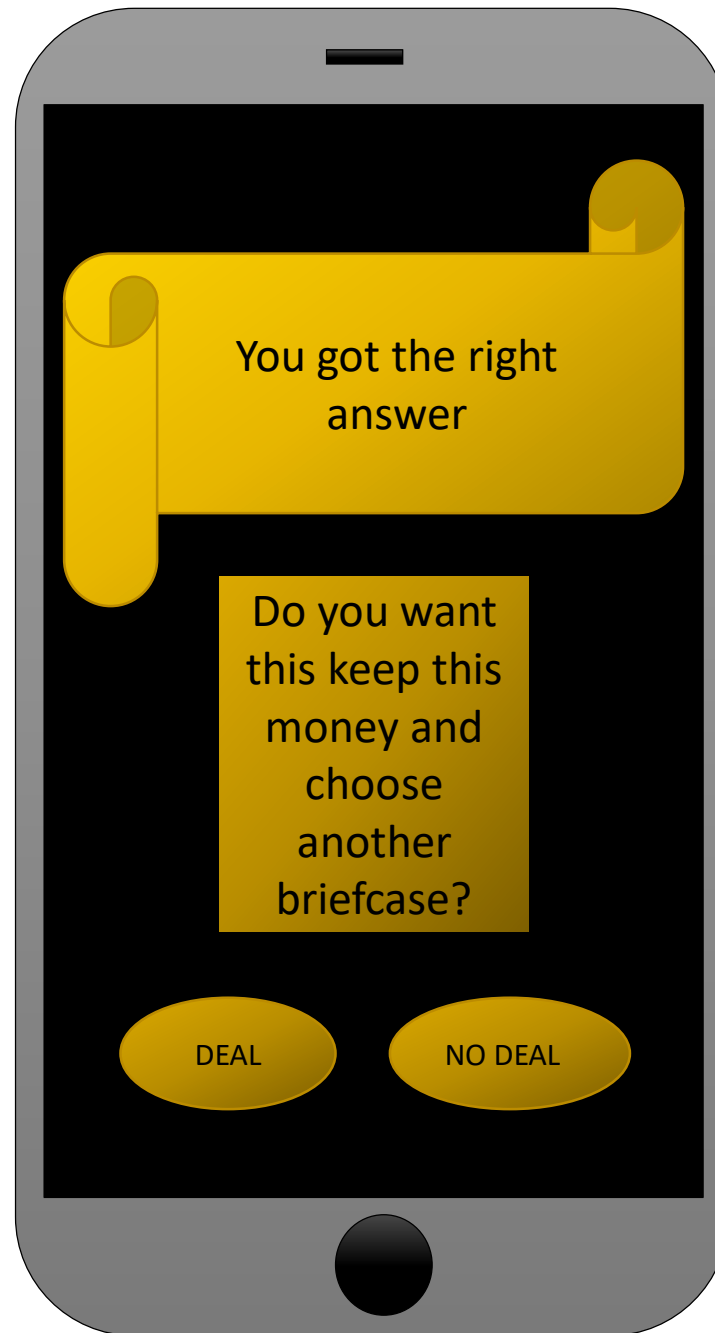 You got the right
answer
Do you want
this keep this
money and
choose
another
briefcase?
DEAL
NO DEAL